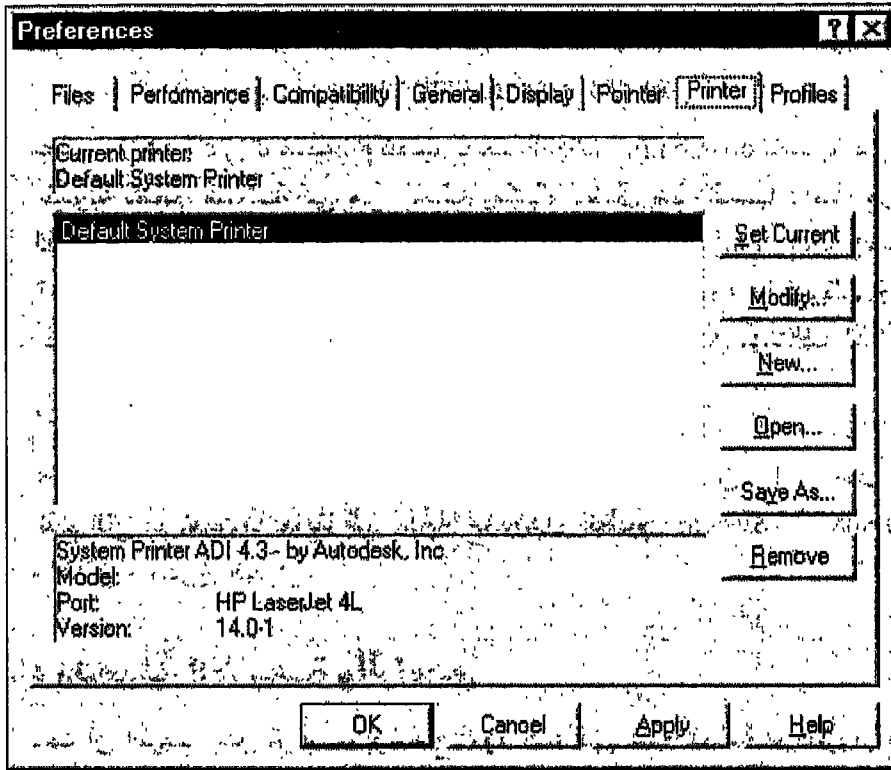 Preferences
Files Performance Compatibility General Display Pointer Printer Profiles
Current printer:
Default System Printer
Default System Printer
Set Current
Modify...
New...
Open...
Save As...
Remove
System Printer ADI 4.3 - by Autodesk, Inc
Model:
Port: HP LaserJet 4L
Version: 14.0-1
OK Cancel Apply Help